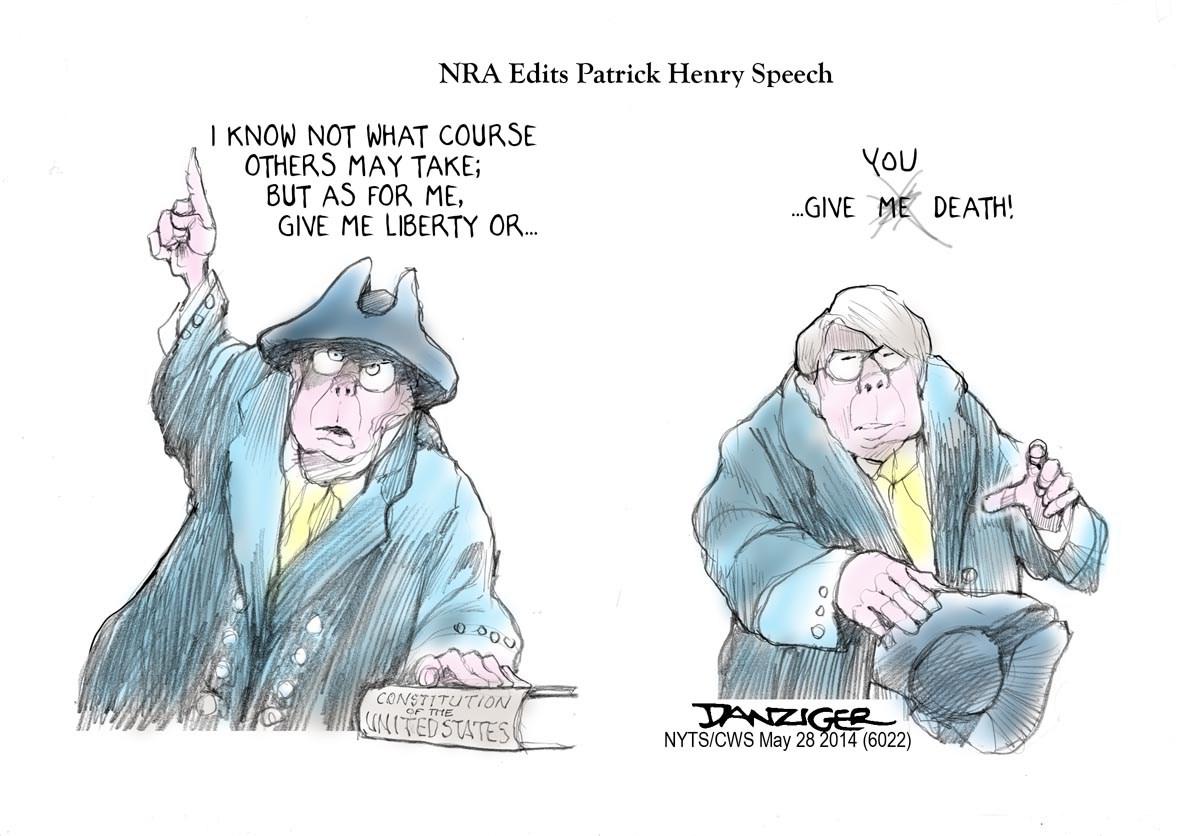 NRA Edits Patrick Henry Speech
I KNOW NOT WHAT COURSE
OTHERS MAY TAKE;
BUT AS FOR ME,
GIVE ME LIBERTY OR...
YOU
...GIVE ME DEATH!
CONSTITUTION
OF THE
UNITED STATES
DANZIGER
NYTS/CWS May 28 2014 (6022)